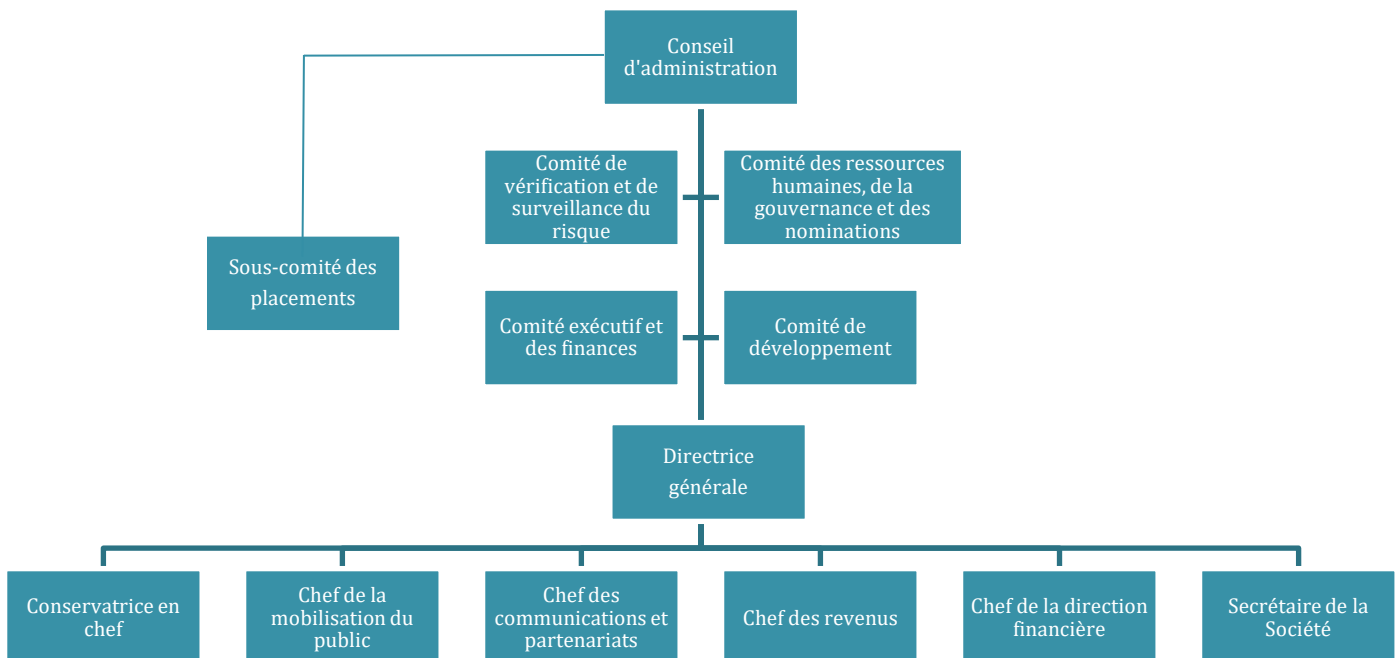 Conseil
d'administration
Comité de
vérification et de
surveillance du
risque
Comité des ressources
humaines, de la
gouvernance et des
nominations
Sous-comité des
placements
Comité exécutif et
des finances
Comité de
développement
Directrice
générale
Conservatrice en
chef
Chef de la
mobilisation du
public
Chef des
communications et
partenariats
Chef des revenus
Chef de la direction
financière
Secrétaire de la
Société